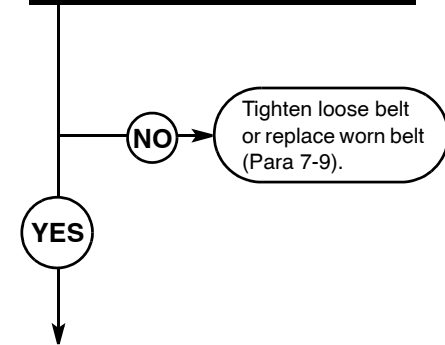 NO
Tighten loose belt
or replace worn belt
(Para 7-9).
YES